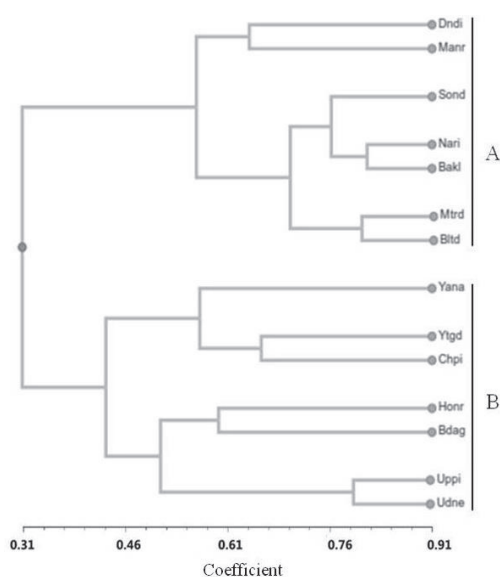 Dndi
Manr
Sond
Nari
Bakl
A
Mtrd
Bltd
Yana
Ytgd
Chpi
B
Honr
Bdag
Uppi
Udne
0.31 0.46 0.61 0.76 0.91
Coefficient